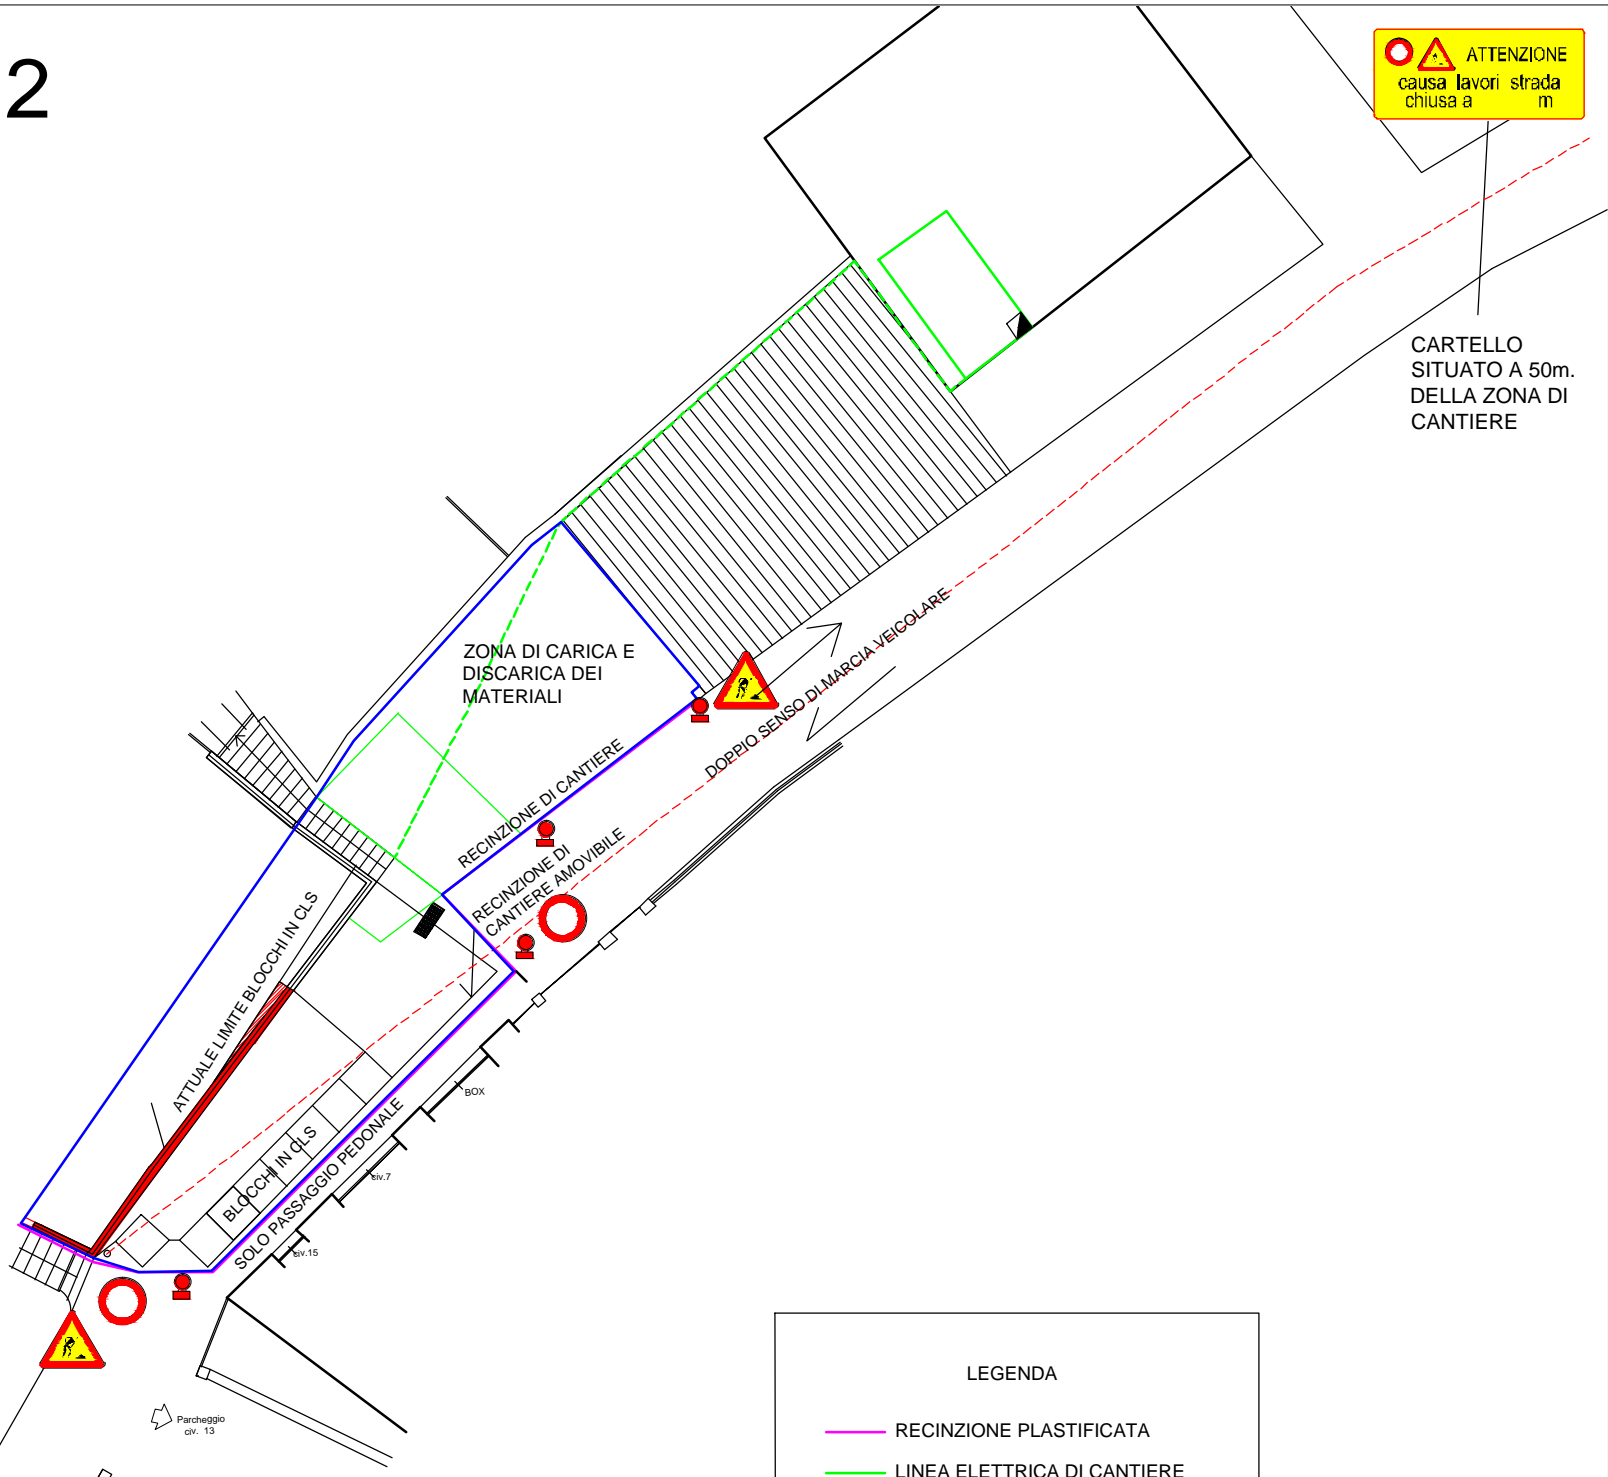 2
ATTENZIONE
causa lavori strada
chiusa a m
CARTELLO
SITUATO A 50m.
DELLA ZONA DI
CANTIERE
DOPPIO SENSO DI MARCIA VEICOLARE
ZONA DI CARICA E
DISCARICA DEI
MATERIALI
RECINZIONE DI CANTIERE
RECINZIONE DI
CANTIERE AMOVIBILE
ATTUALE LIMITE BLOCCHI IN CLS
BLOCCHI IN CLS
SOLO PASSAGGIO PEDONALE
BOX
civ.7
civ.15
Parcheggio
civ. 13
LEGENDA
RECINZIONE PLASTIFICATA
LINEA ELETTRICA DI CANTIERE